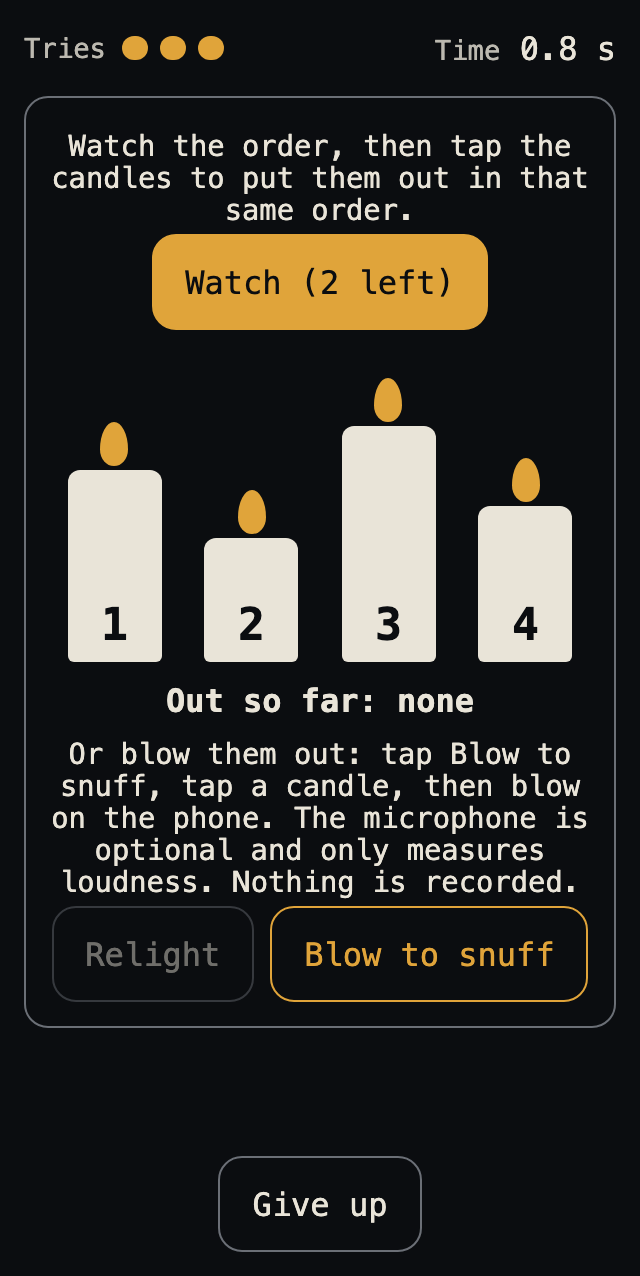 Tries
Time 0.8 s
Watch the order, then tap the
candles to put them out in that
same order.
Watch (2 left)
1
2
3
4
Out so far: none
Or blow them out: tap Blow to
snuff, tap a candle, then blow
on the phone. The microphone is
optional and only measures
loudness. Nothing is recorded.
Relight
Blow to snuff
Give up